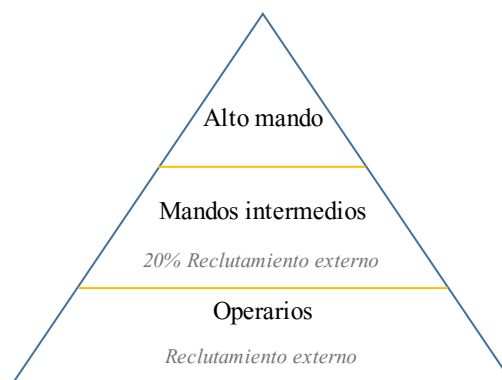 Alto mando
Mandos intermedios
20% Reclutamiento externo
Operarios
Reclutamiento externo